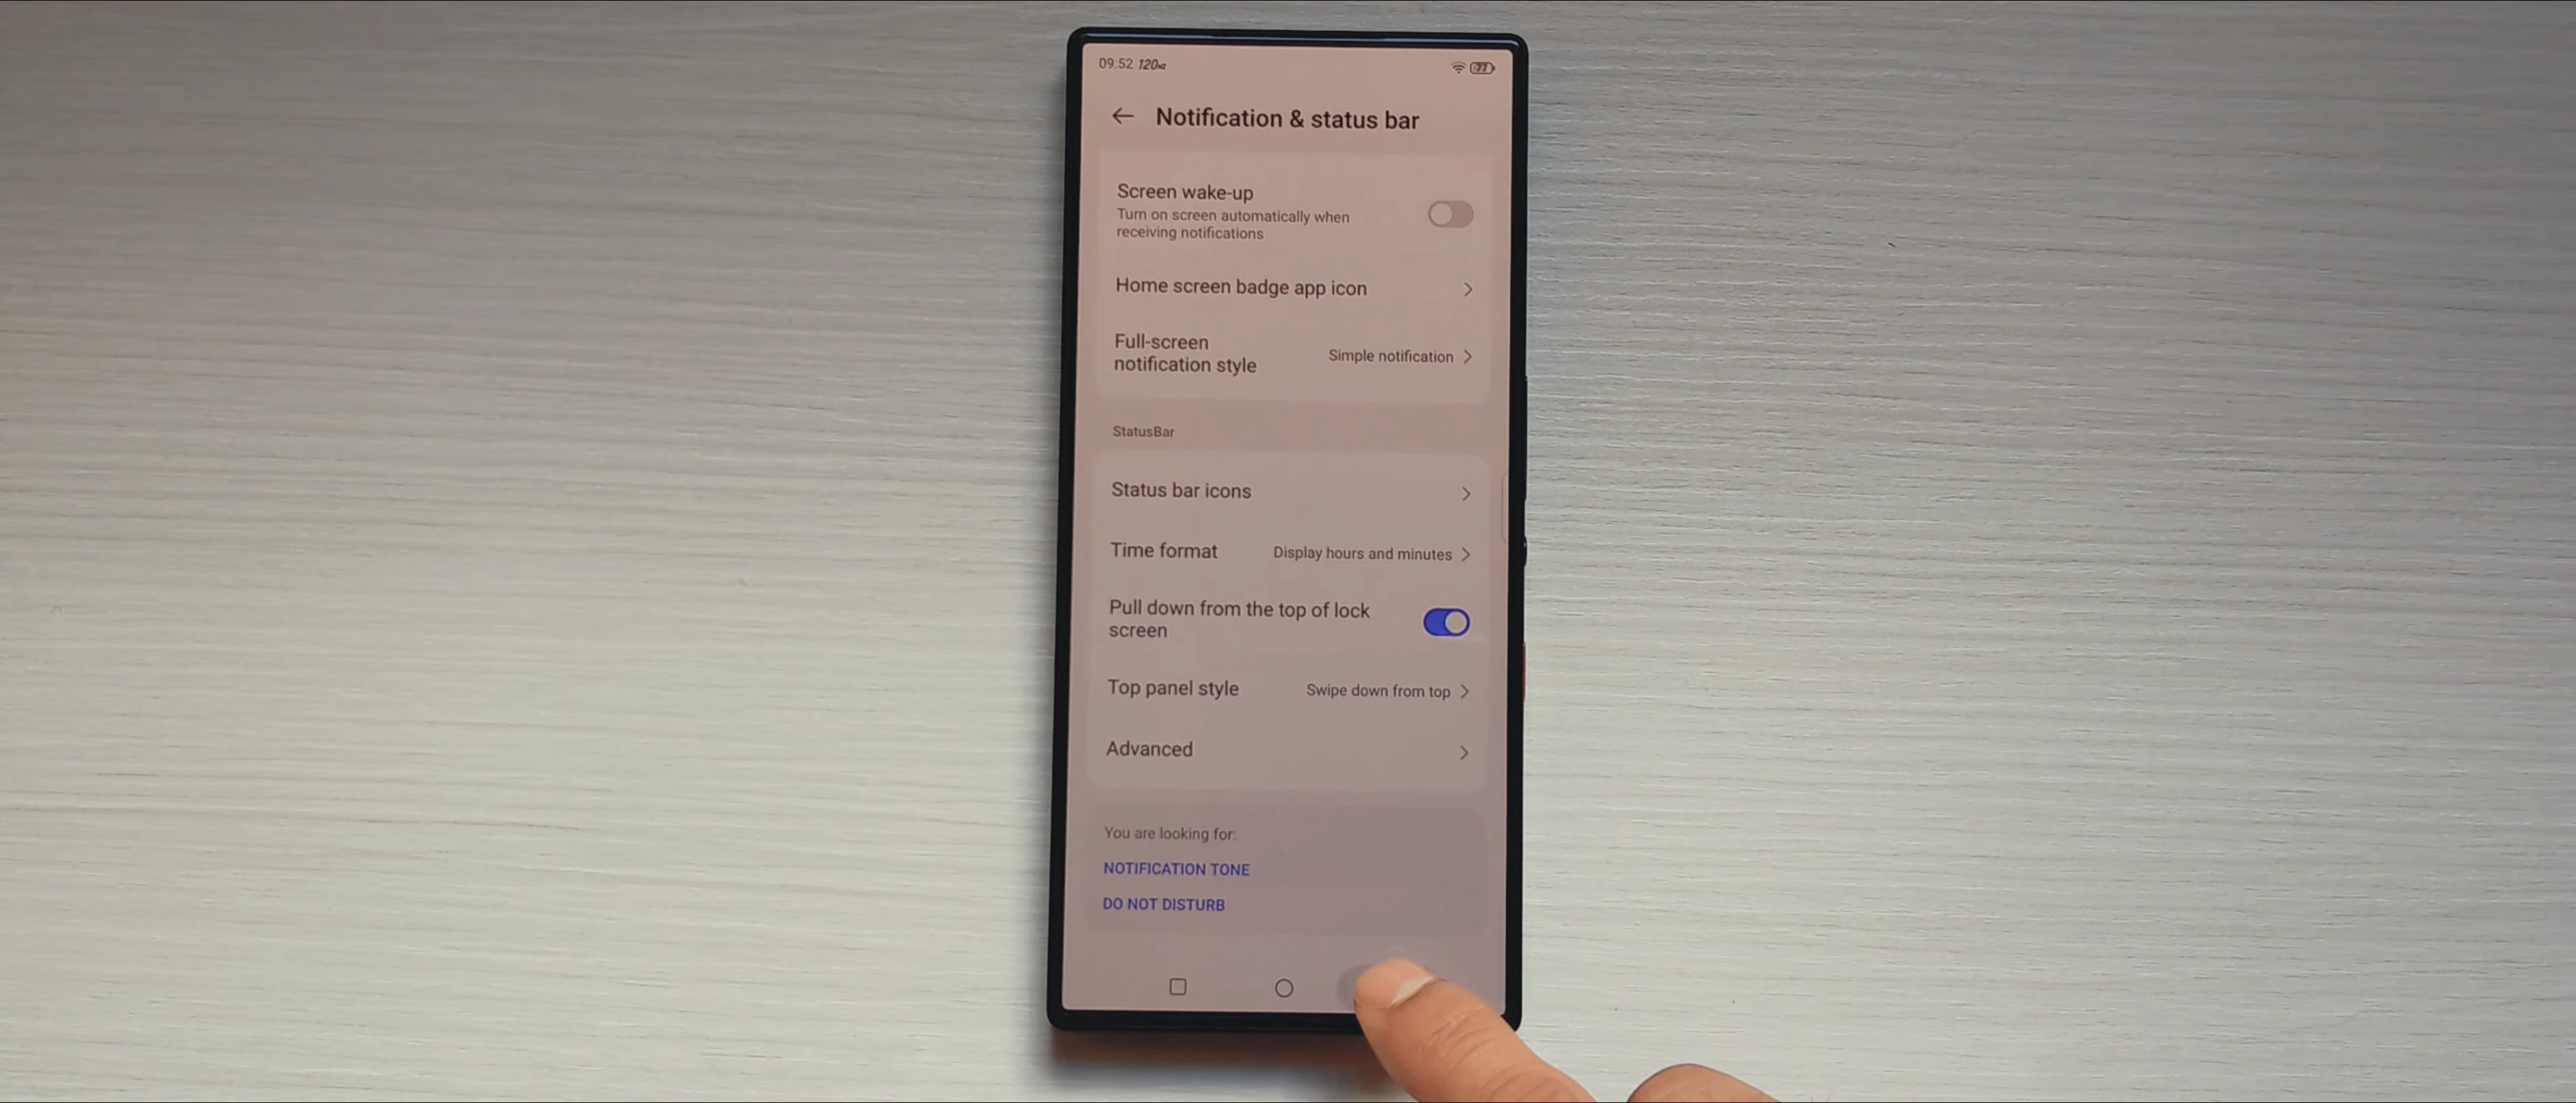 09:52 120HZ 77
Notification & status bar
Screen wake-up
Turn on screen automatically when
receiving notifications
Home screen badge app icon
Full-screen
notification style
Simple notification
StatusBar
Status bar icons
Time format Display hours and minutes
Pull down from the top of lock
screen
Top panel style Swipe down from top
Advanced
You are looking for:
NOTIFICATION TONE
DO NOT DISTURB